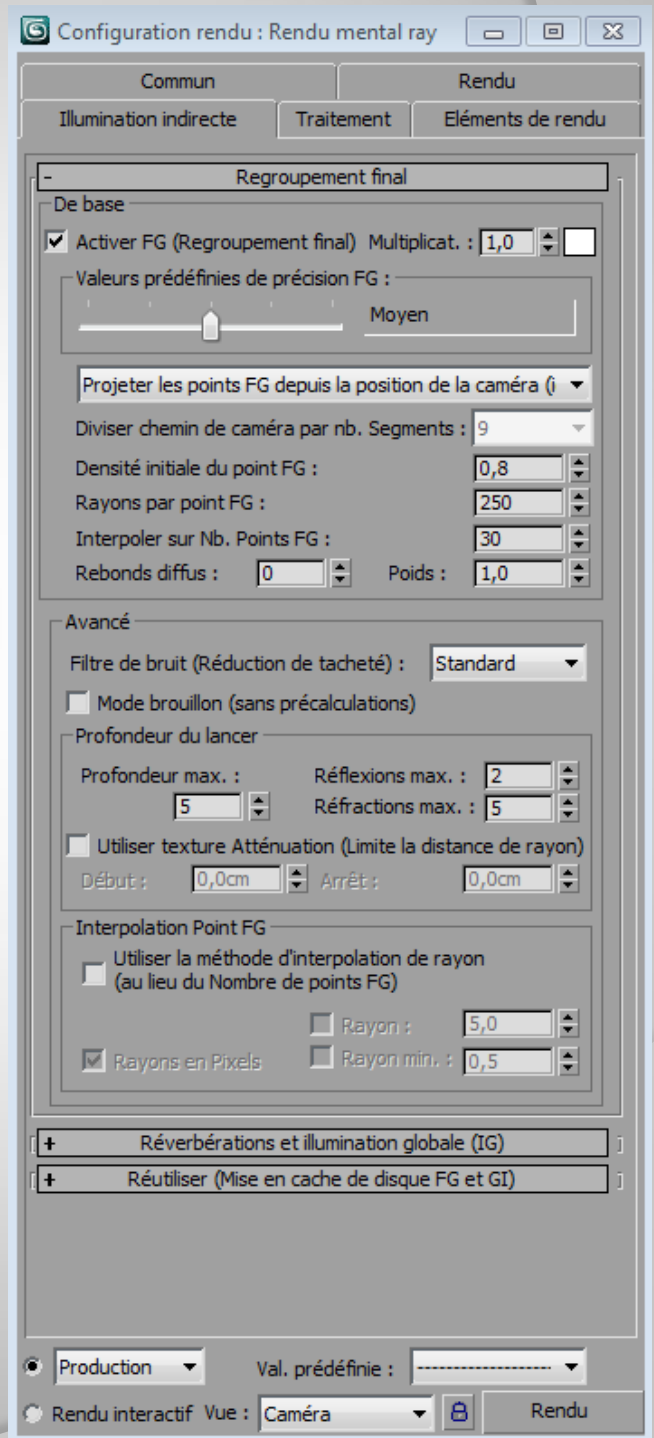 Configuration rendu : Rendu mental ray
Commun Rendu
Illumination indirecte Traitement Eléments de rendu
- Regroupement final
De base
Activer FG (Regroupement final) Multiplicat. : 1,0
Valeurs prédéfinies de précision FG :
Moyen
Projeter les points FG depuis la position de la caméra (i
Diviser chemin de caméra par nb. Segments : 9
Densité initiale du point FG : 0,8
Rayons par point FG : 250
Interpoler sur Nb. Points FG : 30
Rebonds diffus : 0 Poids : 1,0
Avancé
Filtre de bruit (Réduction de tacheté) : Standard
Mode brouillon (sans précalculations)
Profondeur du lancer
Profondeur max. : Réflexions max. : 2
5 Réfractions max. : 5
Utiliser texture Atténuation (Limite la distance de rayon)
Début : 0,0cm Arrêt : 0,0cm
Interpolation Point FG
Utiliser la méthode d'interpolation de rayon
(au lieu du Nombre de points FG)
Rayon : 5,0
Rayons en Pixels Rayon min. : 0,5
+ Réverbérations et illumination globale (IG)
+ Réutiliser (Mise en cache de disque FG et GI)
Production Val. prédéfinie : --------------------
Rendu interactif Vue : Caméra Rendu